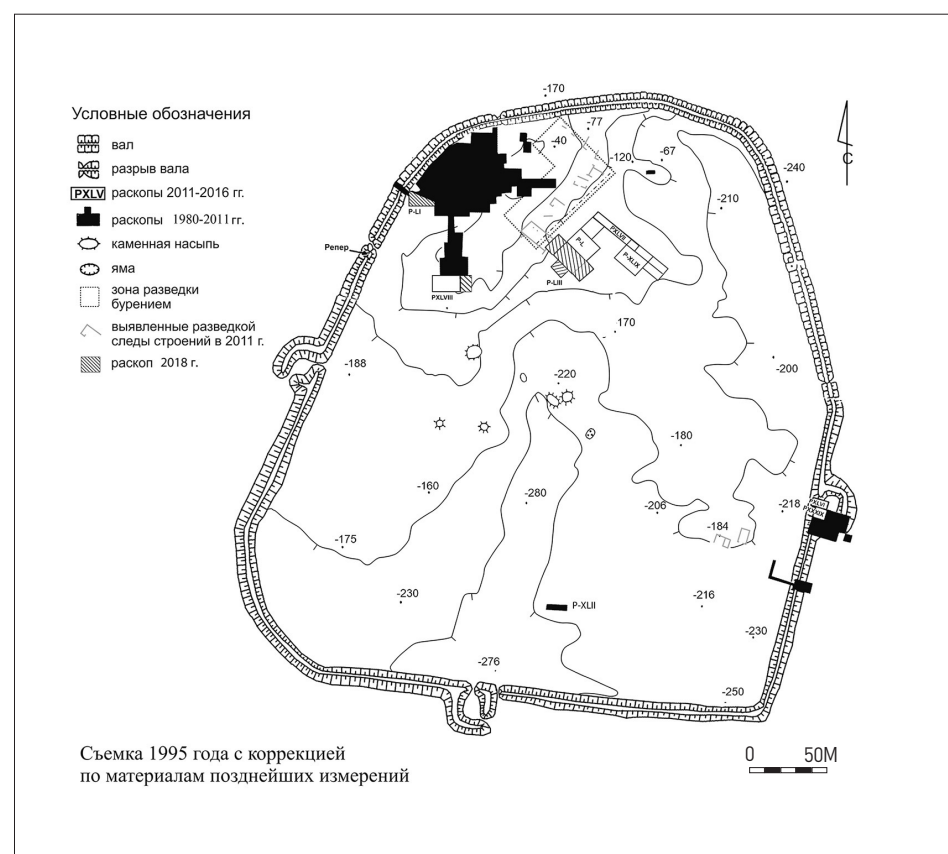 Условные обозначения
вал
разрыв вала
PXLV раскопы 2011-2016 гг.
раскопы 1980-2011 гг.
каменная насыпь
яма
зона разведки
бурением
выявленные разведкой
следы строений в 2011 г.
раскоп 2018 г.
-170
-77
-40
-120
-67
-240
С
-210
P-LI
Репер
P-L
PXLVII
P-XLIX
P-LIII
PXLVIII
170
-188
-220
-200
-180
-160
-280
-206
-218
PXLVI
PXXXIX
-184
-175
-230
P-XLII
-216
-230
-276
-250
Съемка 1995 года с коррекцией
по материалам позднейших измерений
0 50М